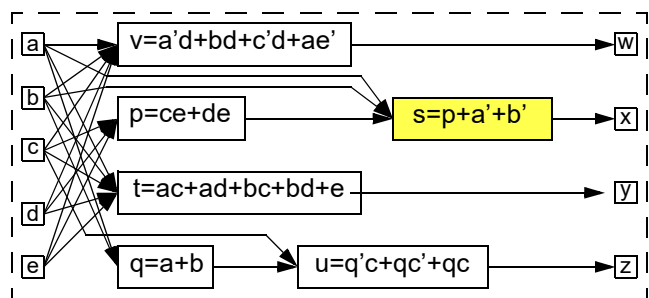 a
v=a’d+bd+c’d+ae’
w
b
p=ce+de
s=p+a’+b’
x
c
t=ac+ad+bc+bd+e
y
d
e
q=a+b
u=q’c+qc’+qc
z